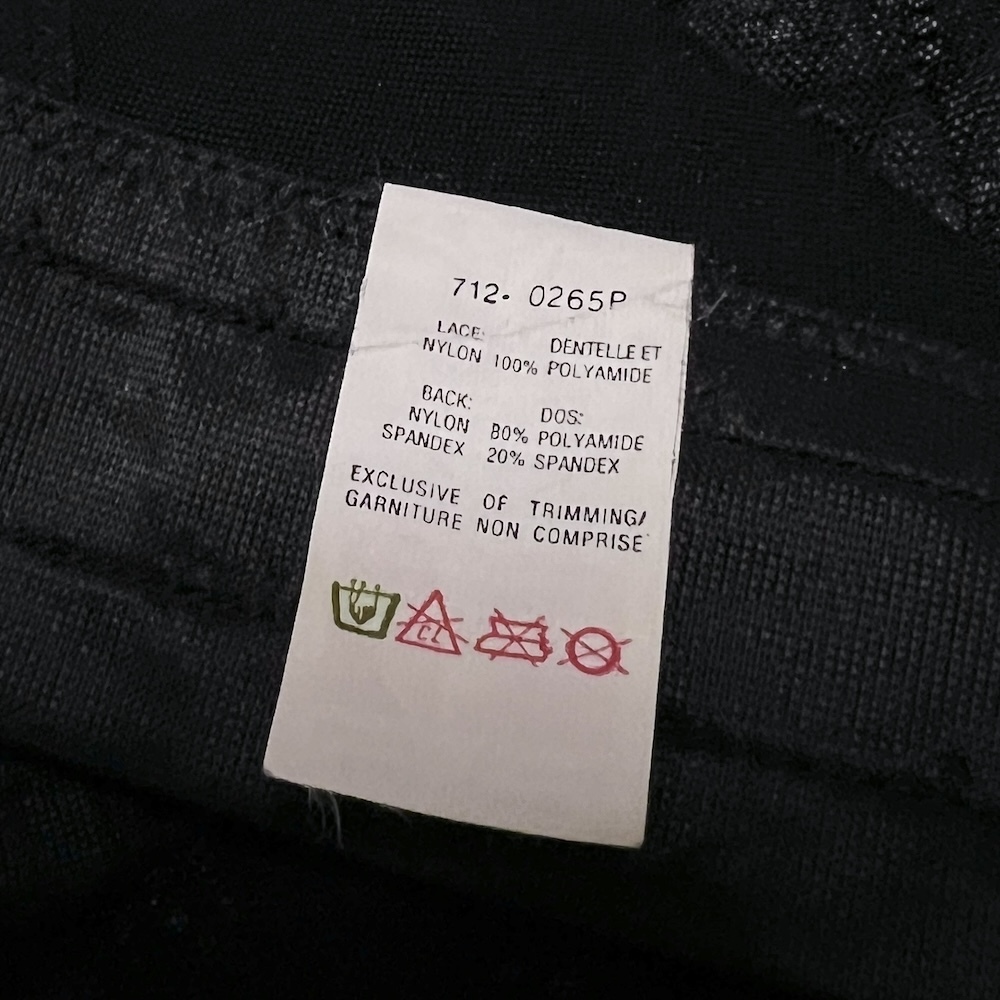 712. 0265P
LACE: DENTELLE ET
NYLON 100% POLYAMIDE
BACK: DOS:
NYLON 80% POLYAMIDE
SPANDEX 20% SPANDEX
EXCLUSIVE OF TRIMMING/
GARNITURE NON COMPRISE
CL